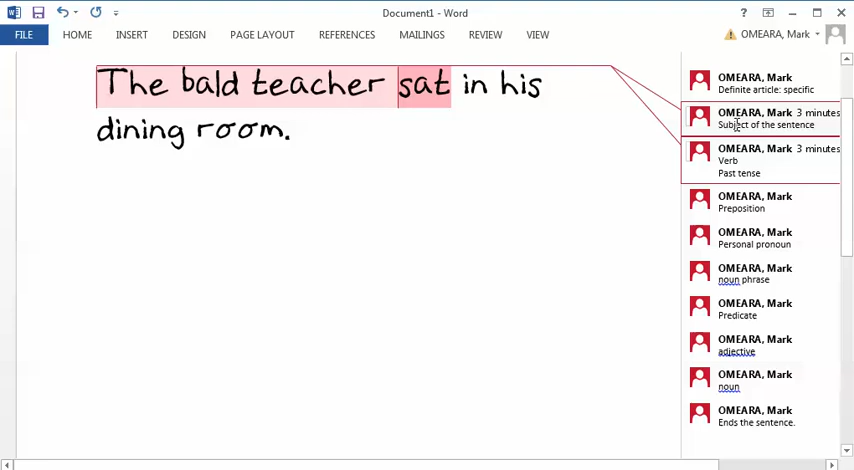 Document1 - Word
?
FILE HOME INSERT DESIGN PAGE LAYOUT REFERENCES MAILINGS REVIEW VIEW OMEARA, Mark
The bald teacher sat in his
dining room.
OMEARA, Mark
Definite article: specific
OMEARA, Mark 3 minutes
Subject of the sentence
OMEARA, Mark 3 minutes
Verb
Past tense
OMEARA, Mark
Preposition
OMEARA, Mark
Personal pronoun
OMEARA, Mark
noun phrase
OMEARA, Mark
Predicate
OMEARA, Mark
adjective
OMEARA, Mark
noun
OMEARA, Mark
Ends the sentence.